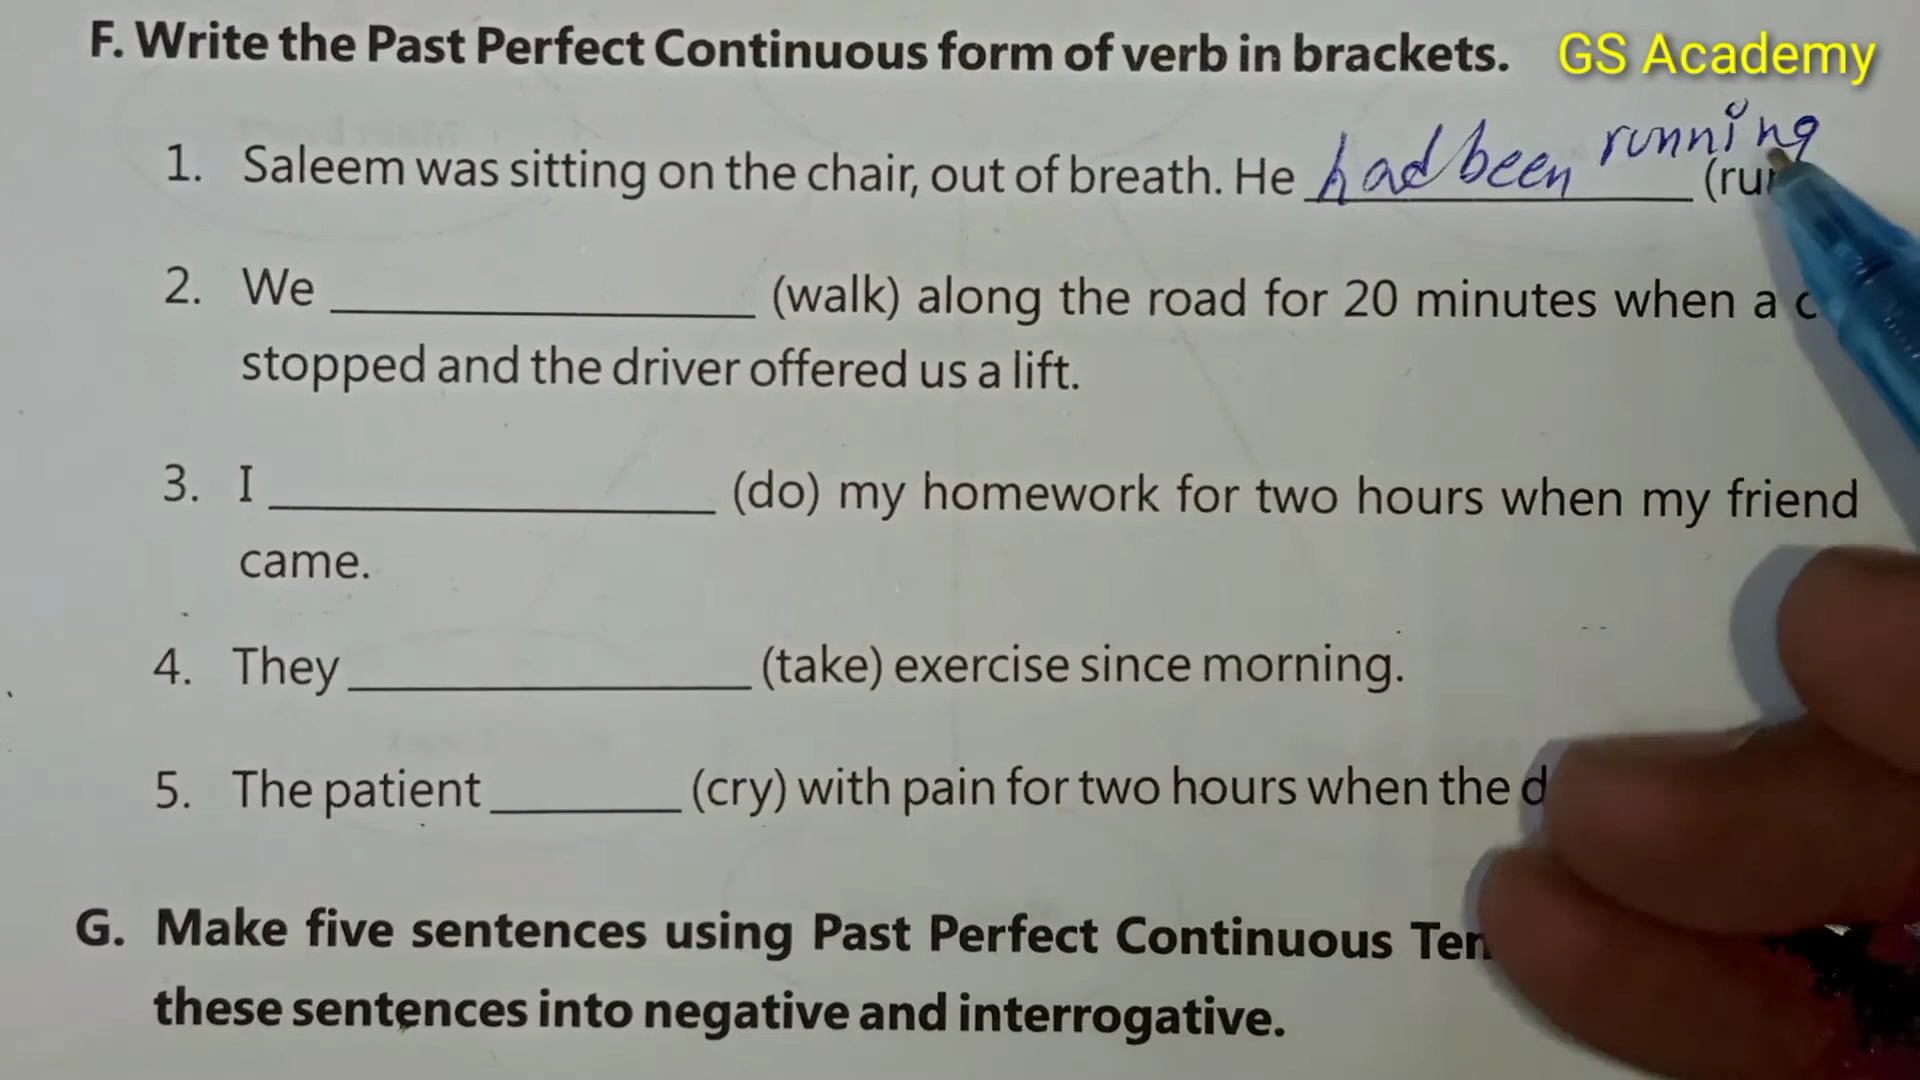 F. Write the Past Perfect Continuous form of verb in brackets. GS Academy
1. Saleem was sitting on the chair, out of breath. He had been running
2. We ____________ (walk) along the road for 20 minutes when a
stopped and the driver offered us a lift.
3. I ____________ (do) my homework for two hours when my friend
came.
4. They ____________ (take) exercise since morning.
5. The patient ________ (cry) with pain for two hours when the
G. Make five sentences using Past Perfect Continuous
these sentences into negative and interrogative.